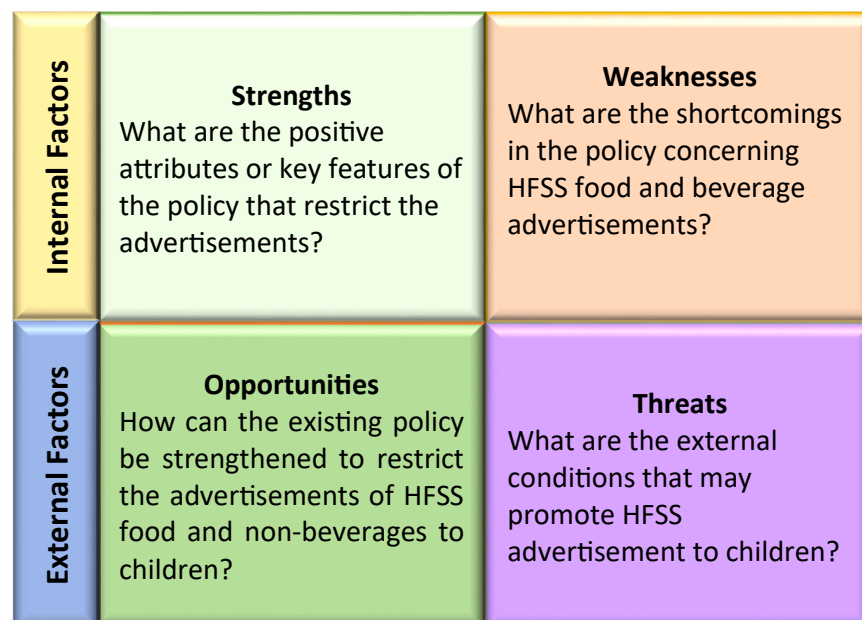 Internal Factors
Strengths
What are the positive
attributes or key features of
the policy that restrict the
advertisements?
Weaknesses
What are the shortcomings
in the policy concerning
HFSS food and beverage
advertisements?
External Factors
Opportunities
How can the existing policy
be strengthened to restrict
the advertisements of HFSS
food and non-beverages to
children?
Threats
What are the external
conditions that may
promote HFSS
advertisement to children?